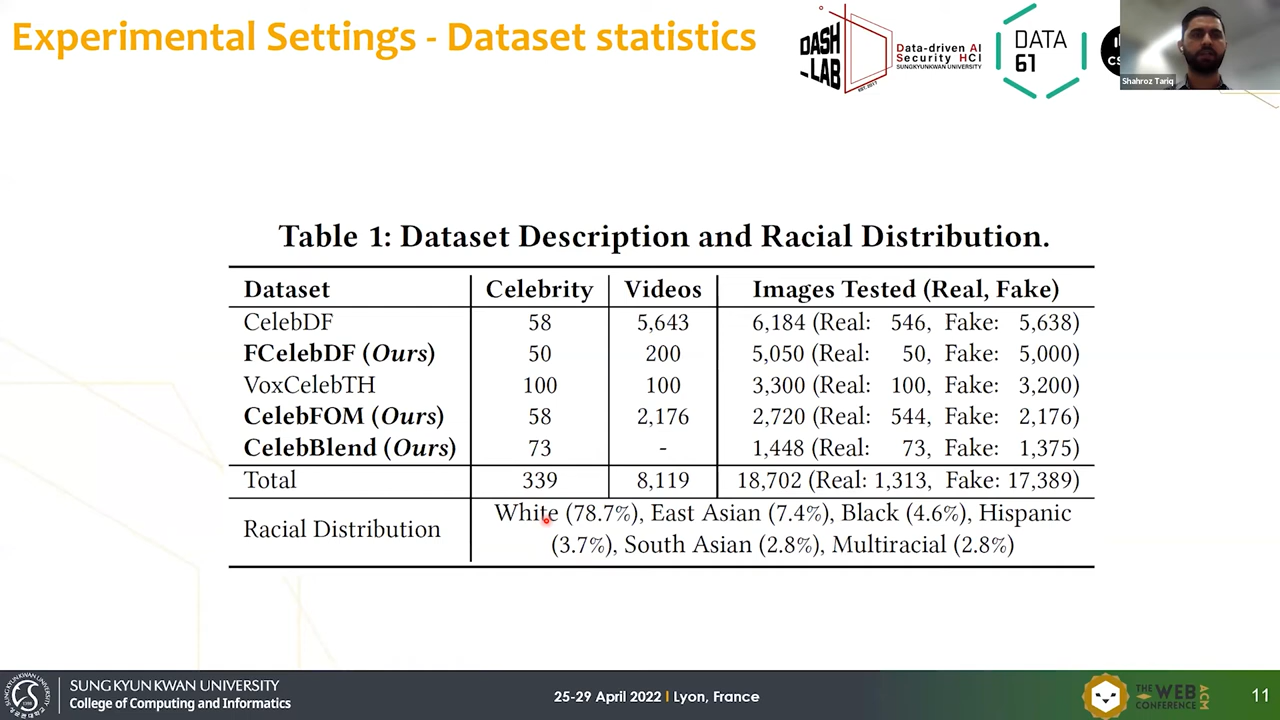 Experimental Settings - Dataset statistics
DASH
-LAB
EST. 2017
Data-driven AI
Security HCI
SUNGKYUNKWAN UNIVERSITY
DATA
61
CS
Shahroz Tariq
Table 1: Dataset Description and Racial Distribution.
Dataset Celebrity Videos Images Tested (Real, Fake)
CelebDF 58 5,643 6,184 (Real: 546, Fake: 5,638)
FCelebDF (Ours) 50 200 5,050 (Real: 50, Fake: 5,000)
VoxCelebTH 100 100 3,300 (Real: 100, Fake: 3,200)
CelebFOM (Ours) 58 2,176 2,720 (Real: 544, Fake: 2,176)
CelebBlend (Ours) 73 - 1,448 (Real: 73, Fake: 1,375)
Total 339 8,119 18,702 (Real: 1,313, Fake: 17,389)
Racial Distribution White (78.7%), East Asian (7.4%), Black (4.6%), Hispanic
(3.7%), South Asian (2.8%), Multiracial (2.8%)
SUNG KYUN KWAN UNIVERSITY
College of Computing and Informatics
25-29 April 2022 I Lyon, France
THE WEB CONFERENCE
ACM
11